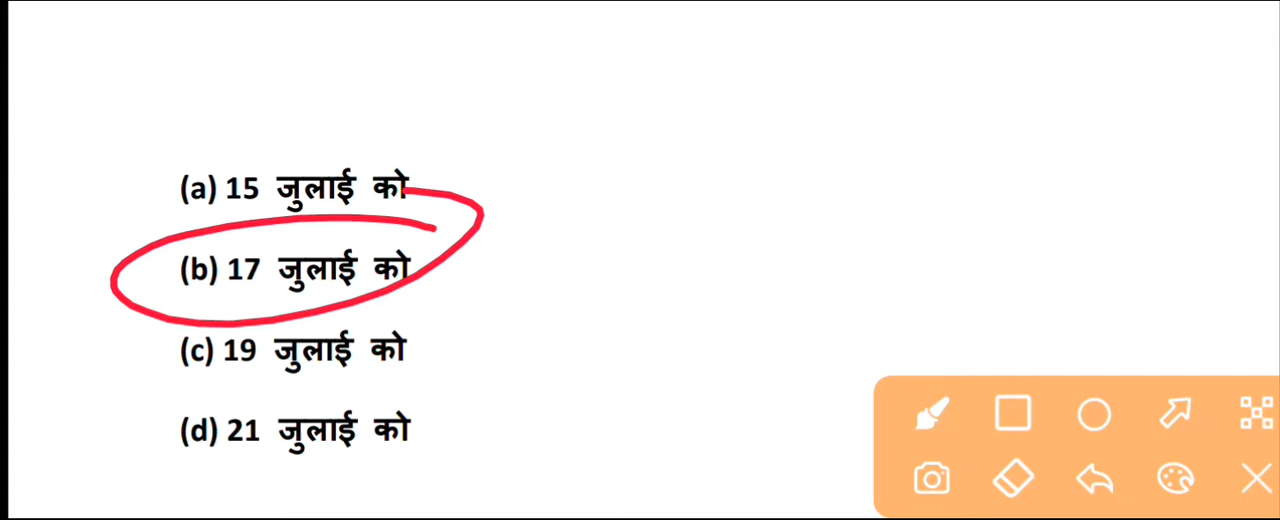 (a) 15 जुलाई को
(b) 17 जुलाई को
(c) 19 जुलाई को
(d) 21 जुलाई को